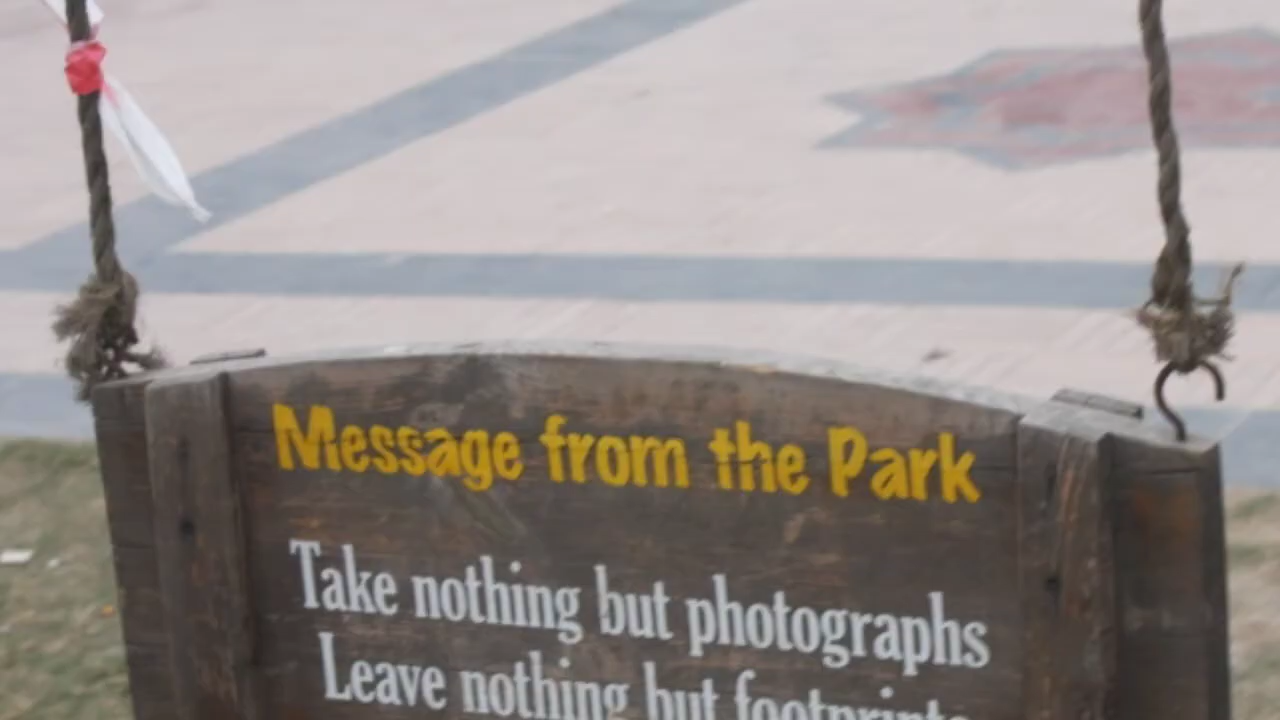 Message from the Park
Take nothing but photographs
Leave nothing but footprints